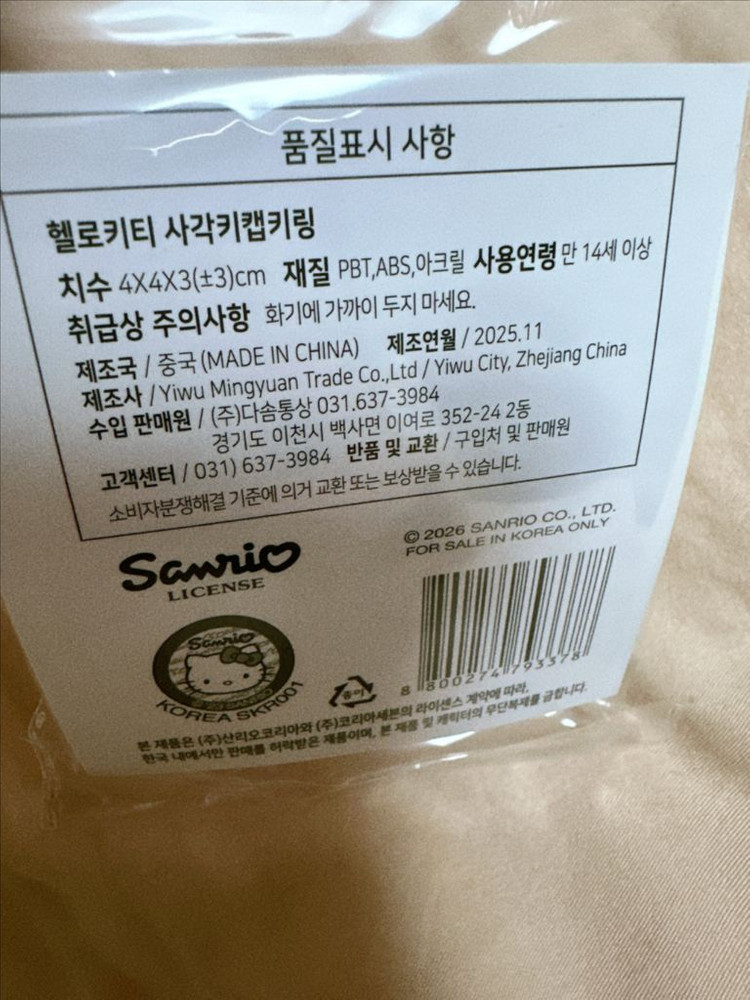 품질표시 사항
헬로키티 사각키캡키링
치수 4X4X3(±3)cm 재질 PBT,ABS,아크릴 사용연령 만 14세 이상
취급상 주의사항 화기에 가까이 두지 마세요.
제조국 / 중국 (MADE IN CHINA) 제조연월 / 2025.11
제조사 / Yiwu Mingyuan Trade Co.,Ltd / Yiwu City, Zhejiang China
수입 판매원 / (주)다솜통상 031.637-3984
경기도 이천시 백사면 이여로 352-24 2동
고객센터 / 031) 637-3984 반품 및 교환 / 구입처 및 판매원
소비자분쟁해결 기준에 의거 교환 또는 보상받을 수 있습니다.
Sanrio
LICENSE
© 2026 SANRIO CO., LTD.
FOR SALE IN KOREA ONLY
Sanrio
KOREA SKR001
종이
8 800274 793378
본 제품은 (주)산리오코리아와 (주)코리아세븐의 라이센스 계약에 따라,
한국 내에서만 판매를 허락받은 제품이며, 본 제품 및 캐릭터의 무단복제를 금합니다.